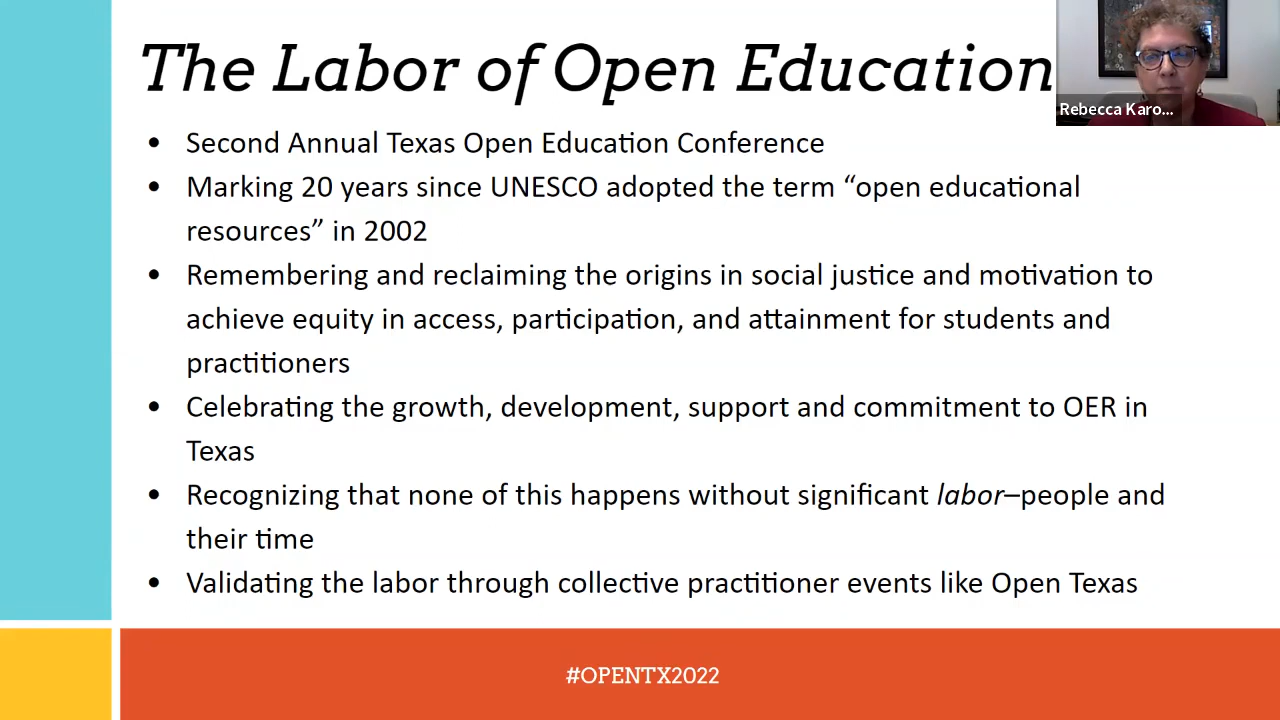 The Labor of Open Education
Rebecca Karo...
• Second Annual Texas Open Education Conference
• Marking 20 years since UNESCO adopted the term “open educational
resources” in 2002
• Remembering and reclaiming the origins in social justice and motivation to
achieve equity in access, participation, and attainment for students and
practitioners
• Celebrating the growth, development, support and commitment to OER in
Texas
• Recognizing that none of this happens without significant labor–people and
their time
• Validating the labor through collective practitioner events like Open Texas
#OPENTX2022